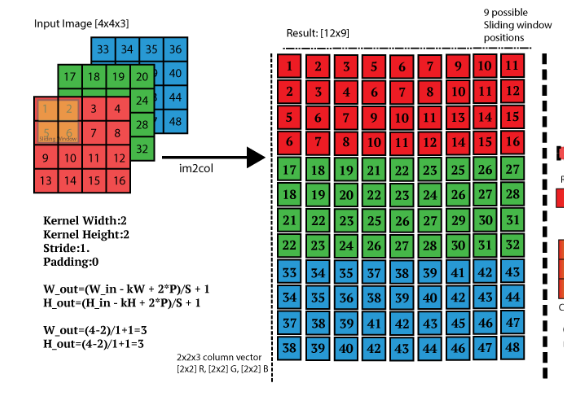 Input Image [4x4x3]
33 34 35 36
40
44
48
17 18 19 20
24
28
32
1 2 3 4
5 6 7 8
9 10 11 12
13 14 15 16
im2col
Kernel Width:2
Kernel Height:2
Stride:1.
Padding:0
W_out=(W_in - kW + 2*P)/S + 1
H_out=(H_in - kH + 2*P)/S + 1
W_out=(4-2)/1+1=3
H_out=(4-2)/1+1=3
2x2x3 column vector
[2x2] R, [2x2] G, [2x2] B
Result: [12x9]
9 possible
Sliding window
positions
1 2 3 5 6 7 9 10 11
2 3 4 6 7 8 10 11 12
5 6 7 9 10 11 13 14 15
6 7 8 10 11 12 14 15 16
17 18 19 21 22 23 25 26 27
18 19 20 22 23 24 26 27 28
21 22 23 25 26 27 29 30 31
22 23 24 26 27 28 30 31 32
33 34 35 37 38 39 41 42 43
34 35 36 38 39 40 42 43 44
37 38 39 41 42 43 45 46 47
38 39 40 42 43 44 46 47 48